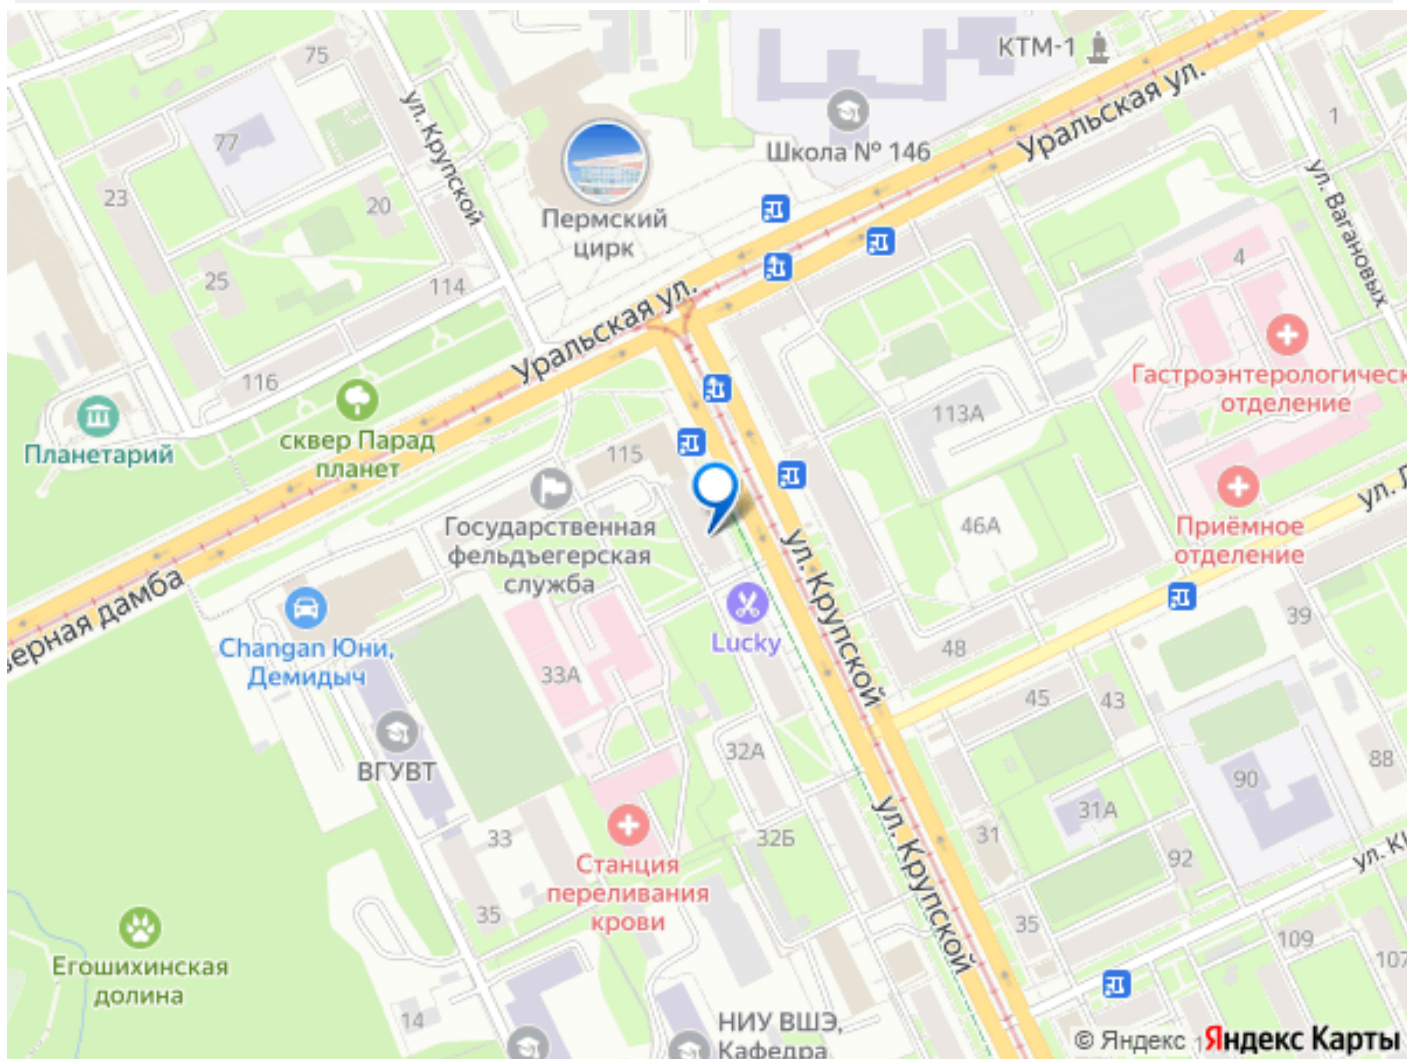 75
КТМ-1
ул. Крупской
Уральская ул.
77
Школа № 146
1
23
20
Пермский
цирк
ул. Вагановых
25
114
4
Уральская ул.
116
Гастроэнтерологическ
отделение
113А
Планетарий
сквер Парад
планет
115
ул.
Государственная
фельдъегерская
служба
46А
Приёмное
отделение
ул. Крупской
верная дамба
39
Changan Юни,
Демидыч
Lucky
48
33А
45
43
32А
88
ВГУВТ
90
31А
33
32Б
31
ул. Крупской
92
ул.
Станция
переливания
крови
35
35
109
107
Егошихинская
долина
14
НИУ ВШЭ,
Кафедра
© Яндекс
Яндекс Карты